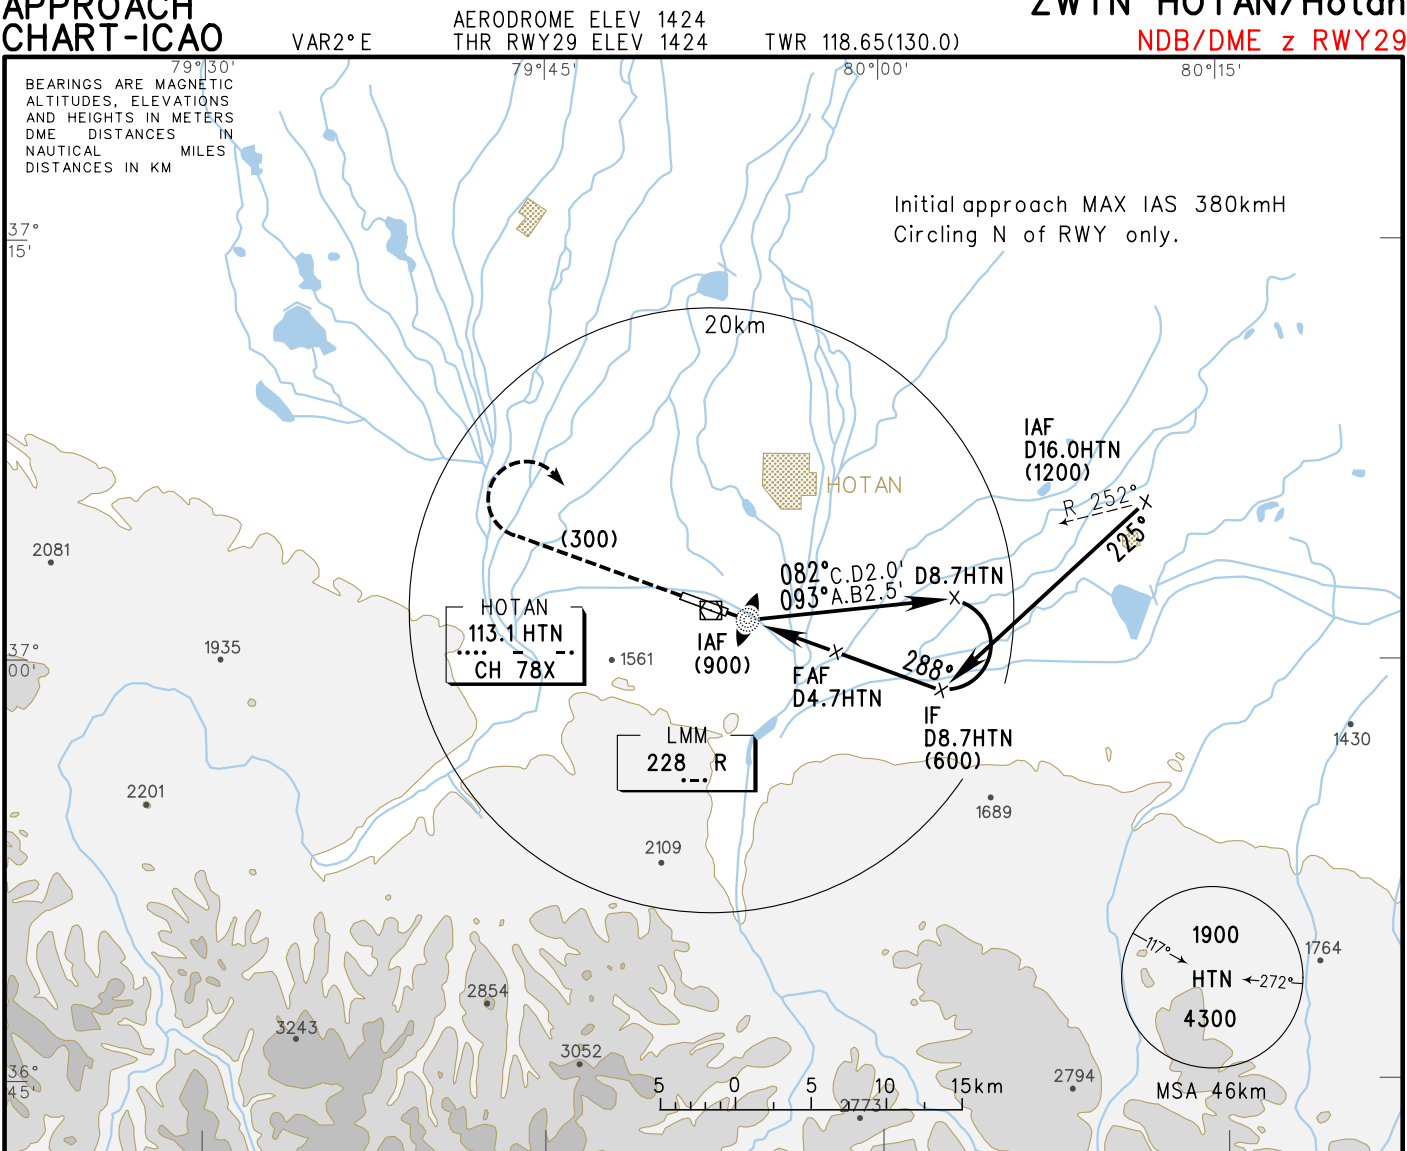 APPROACH
CHART-ICAO
VAR2°E
AERODROME ELEV 1424
THR RWY29 ELEV 1424
TWR 118.65(130.0)
ZWTN HOTAN/Hotan
NDB/DME z RWY29
79°30'
79°45'
80°00'
80°15'
BEARINGS ARE MAGNETIC
ALTITUDES, ELEVATIONS
AND HEIGHTS IN METERS
DME DISTANCES IN
NAUTICAL MILES
DISTANCES IN KM
Initial approach MAX IAS 380kmH
Circling N of RWY only.
37°
15'
20km
IAF
D16.0HTN
(1200)
HOTAN
R 252°
225°
(300)
2081
082°C.D2.0'
093°A.B2.5'
D8.7HTN
HOTAN
113.1 HTN
CH 78X
IAF
(900)
1935
37°
00'
1561
288°
FAF
D4.7HTN
IF
D8.7HTN
(600)
LMM
228 R
1430
2201
1689
2109
1900
117°
HTN
272°
4300
1764
2854
3243
3052
2794
36°
45'
5 0 5 10 15km
2773
MSA 46km